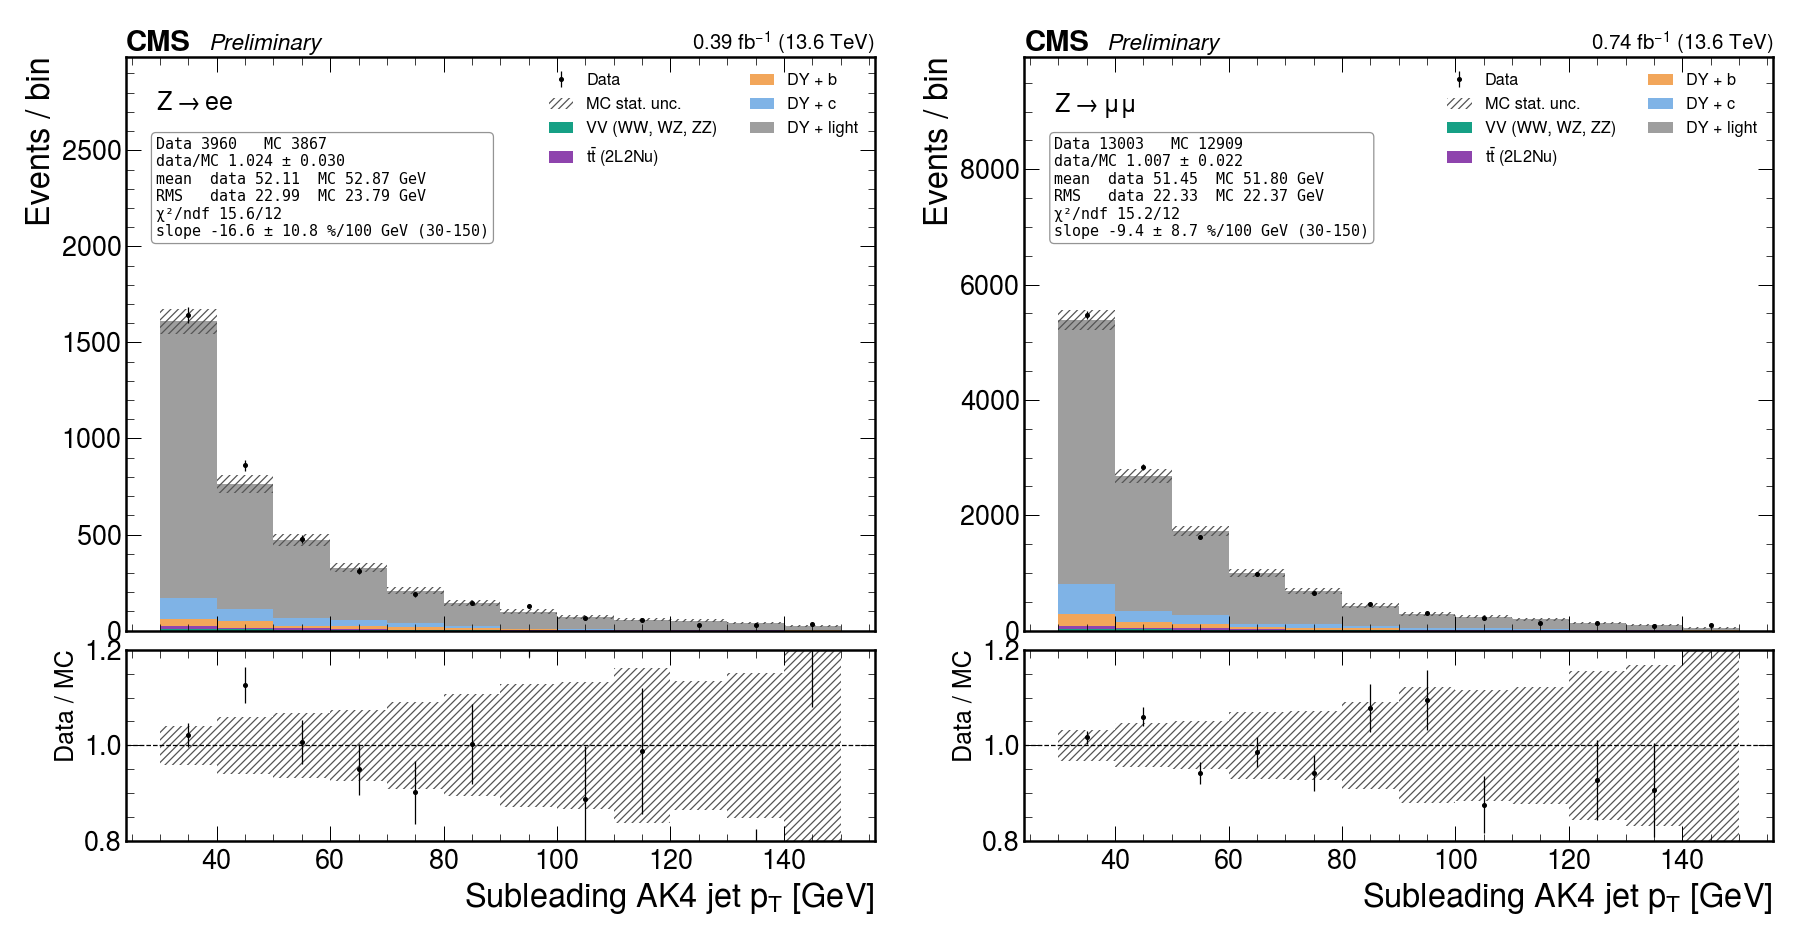 CMS Preliminary 0.39 fb⁻¹ (13.6 TeV)
Events / bin
Z→ee
Data
MC stat. unc.
VV (WW, WZ, ZZ)
tt̄ (2L2Nu)
DY + b
DY + c
DY + light
Data 3960 MC 3867
data/MC 1.024 ± 0.030
mean data 52.11 MC 52.87 GeV
RMS data 22.99 MC 23.79 GeV
χ²/ndf 15.6/12
slope -16.6 ± 10.8 %/100 GeV (30-150)
2500
2000
1500
1000
500
0
Data / MC
1.2
1.0
0.8
40 60 80 100 120 140
Subleading AK4 jet pT [GeV]
CMS Preliminary 0.74 fb⁻¹ (13.6 TeV)
Events / bin
Z→μμ
Data
MC stat. unc.
VV (WW, WZ, ZZ)
tt̄ (2L2Nu)
DY + b
DY + c
DY + light
Data 13003 MC 12909
data/MC 1.007 ± 0.022
mean data 51.45 MC 51.80 GeV
RMS data 22.33 MC 22.37 GeV
χ²/ndf 15.2/12
slope -9.4 ± 8.7 %/100 GeV (30-150)
8000
6000
4000
2000
0
Data / MC
1.2
1.0
0.8
40 60 80 100 120 140
Subleading AK4 jet pT [GeV]